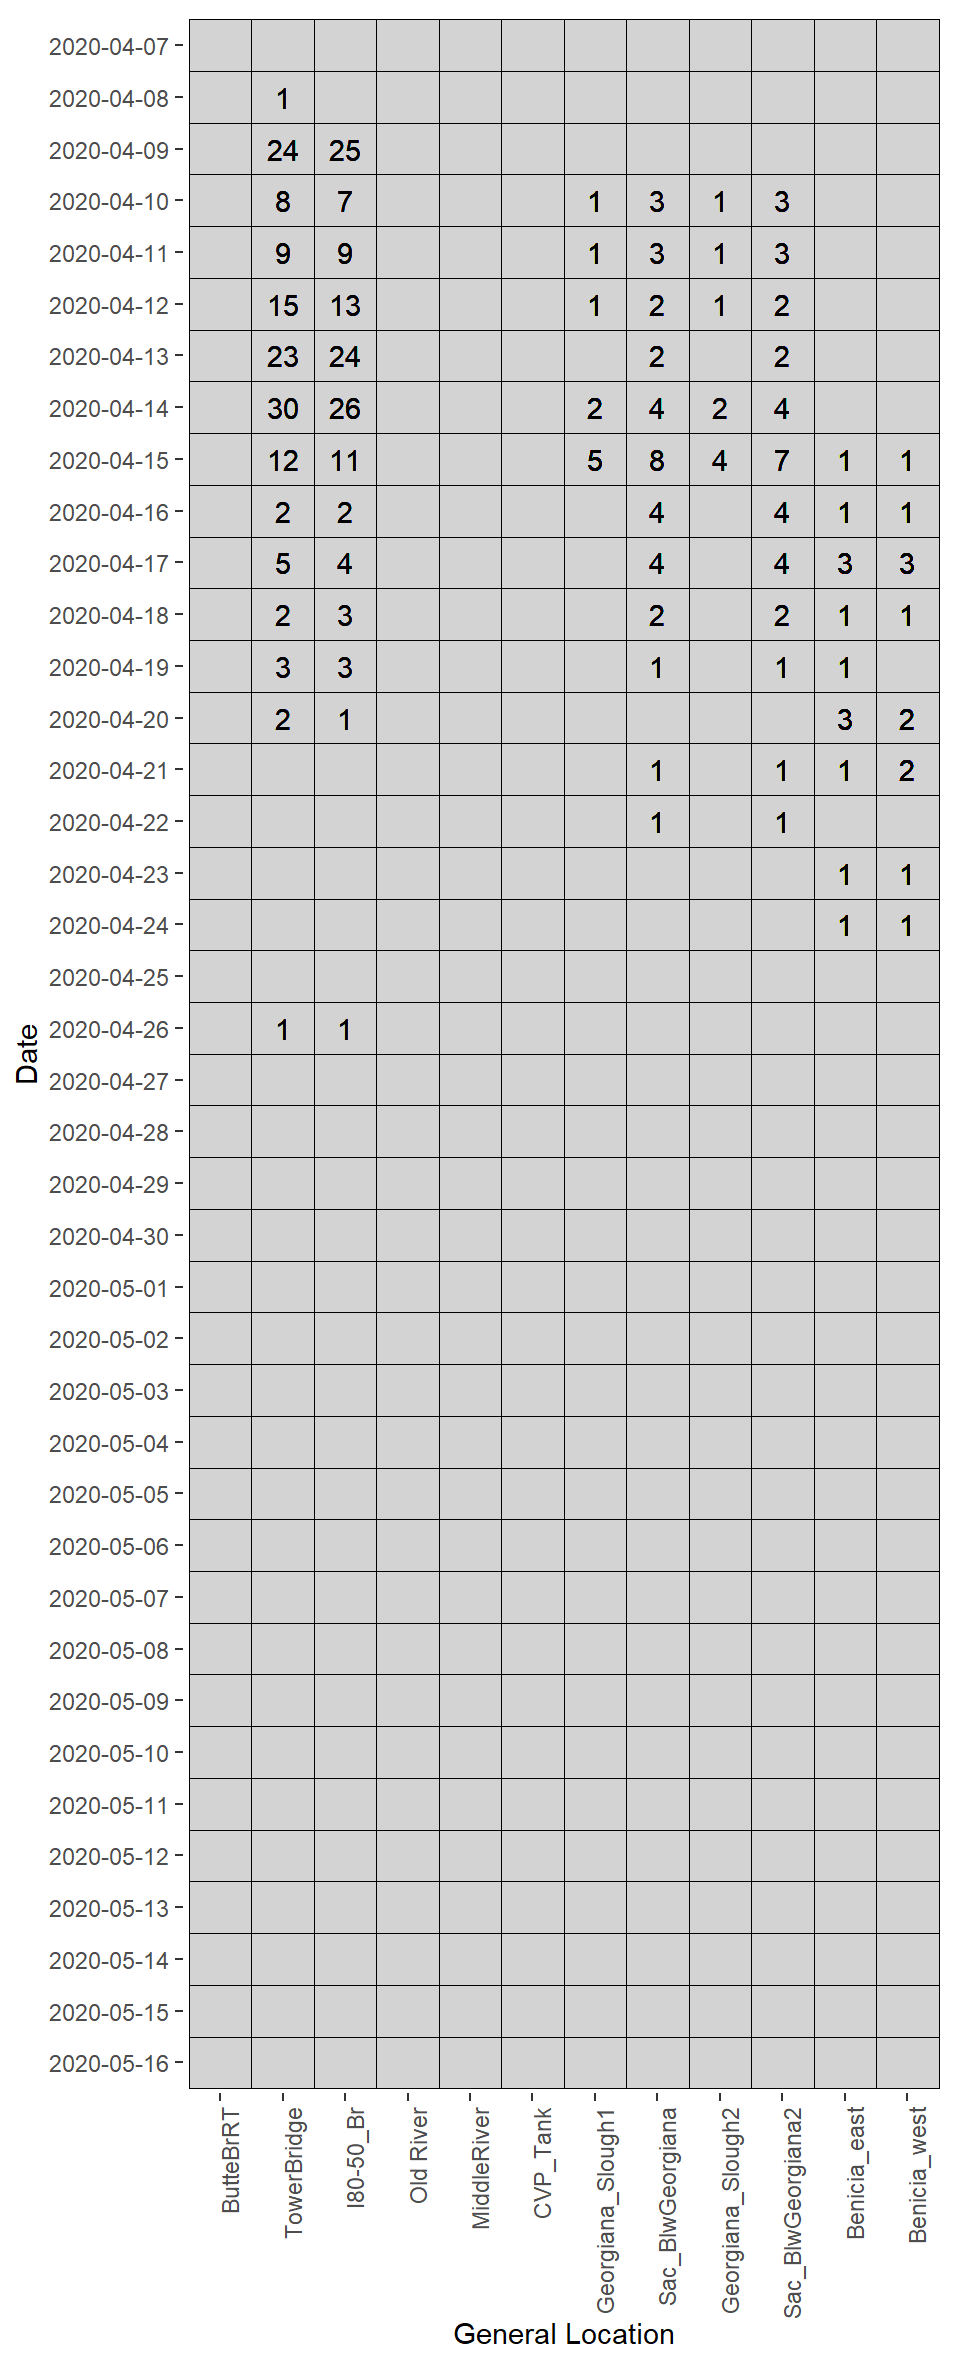 2020-04-07
2020-04-08 1
2020-04-09 24 25
2020-04-10 8 7 1 3 1 3
2020-04-11 9 9 1 3 1 3
2020-04-12 15 13 1 2 1 2
2020-04-13 23 24 2 2
2020-04-14 30 26 2 4 2 4
2020-04-15 12 11 5 8 4 7 1 1
2020-04-16 2 2 4 4 1 1
2020-04-17 5 4 4 4 3 3
2020-04-18 2 3 2 2 1 1
2020-04-19 3 3 1 1 1
2020-04-20 2 1 3 2
2020-04-21 1 1 1 2
2020-04-22 1 1
2020-04-23 1 1
2020-04-24 1 1
2020-04-25
2020-04-26 1 1
2020-04-27
2020-04-28
2020-04-29
2020-04-30
2020-05-01
2020-05-02
2020-05-03
2020-05-04
2020-05-05
2020-05-06
2020-05-07
2020-05-08
2020-05-09
2020-05-10
2020-05-11
2020-05-12
2020-05-13
2020-05-14
2020-05-15
2020-05-16
Date
ButteBrRT
TowerBridge
I80-50_Br
Old River
MiddleRiver
CVP_Tank
Georgiana_Slough1
Sac_BlwGeorgiana
Georgiana_Slough2
Sac_BlwGeorgiana2
Benicia_east
Benicia_west
General Location